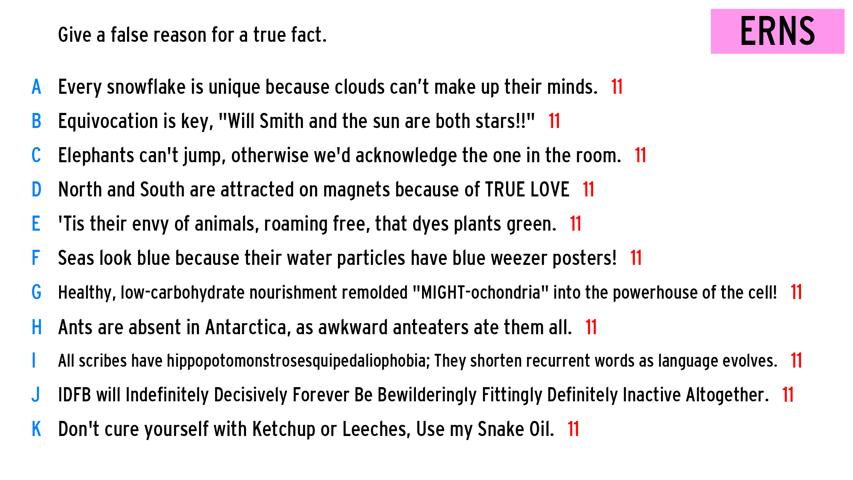 Give a false reason for a true fact.
ERNS
A Every snowflake is unique because clouds can't make up their minds. 11
B Equivocation is key, "Will Smith and the sun are both stars!!" 11
C Elephants can't jump, otherwise we'd acknowledge the one in the room. 11
D North and South are attracted on magnets because of TRUE LOVE 11
E 'Tis their envy of animals, roaming free, that dyes plants green. 11
F Seas look blue because their water particles have blue weezer posters! 11
G Healthy, low-carbohydrate nourishment remolded "MIGHT-ochondria" into the powerhouse of the cell! 11
H Ants are absent in Antarctica, as awkward anteaters ate them all. 11
I All scribes have hippopotomonstrosesquipedaliophobia; They shorten recurrent words as language evolves. 11
J IDFB will Indefinitely Decisively Forever Be Bewilderingly Fittingly Definitely Inactive Altogether. 11
K Don't cure yourself with Ketchup or Leeches, Use my Snake Oil. 11